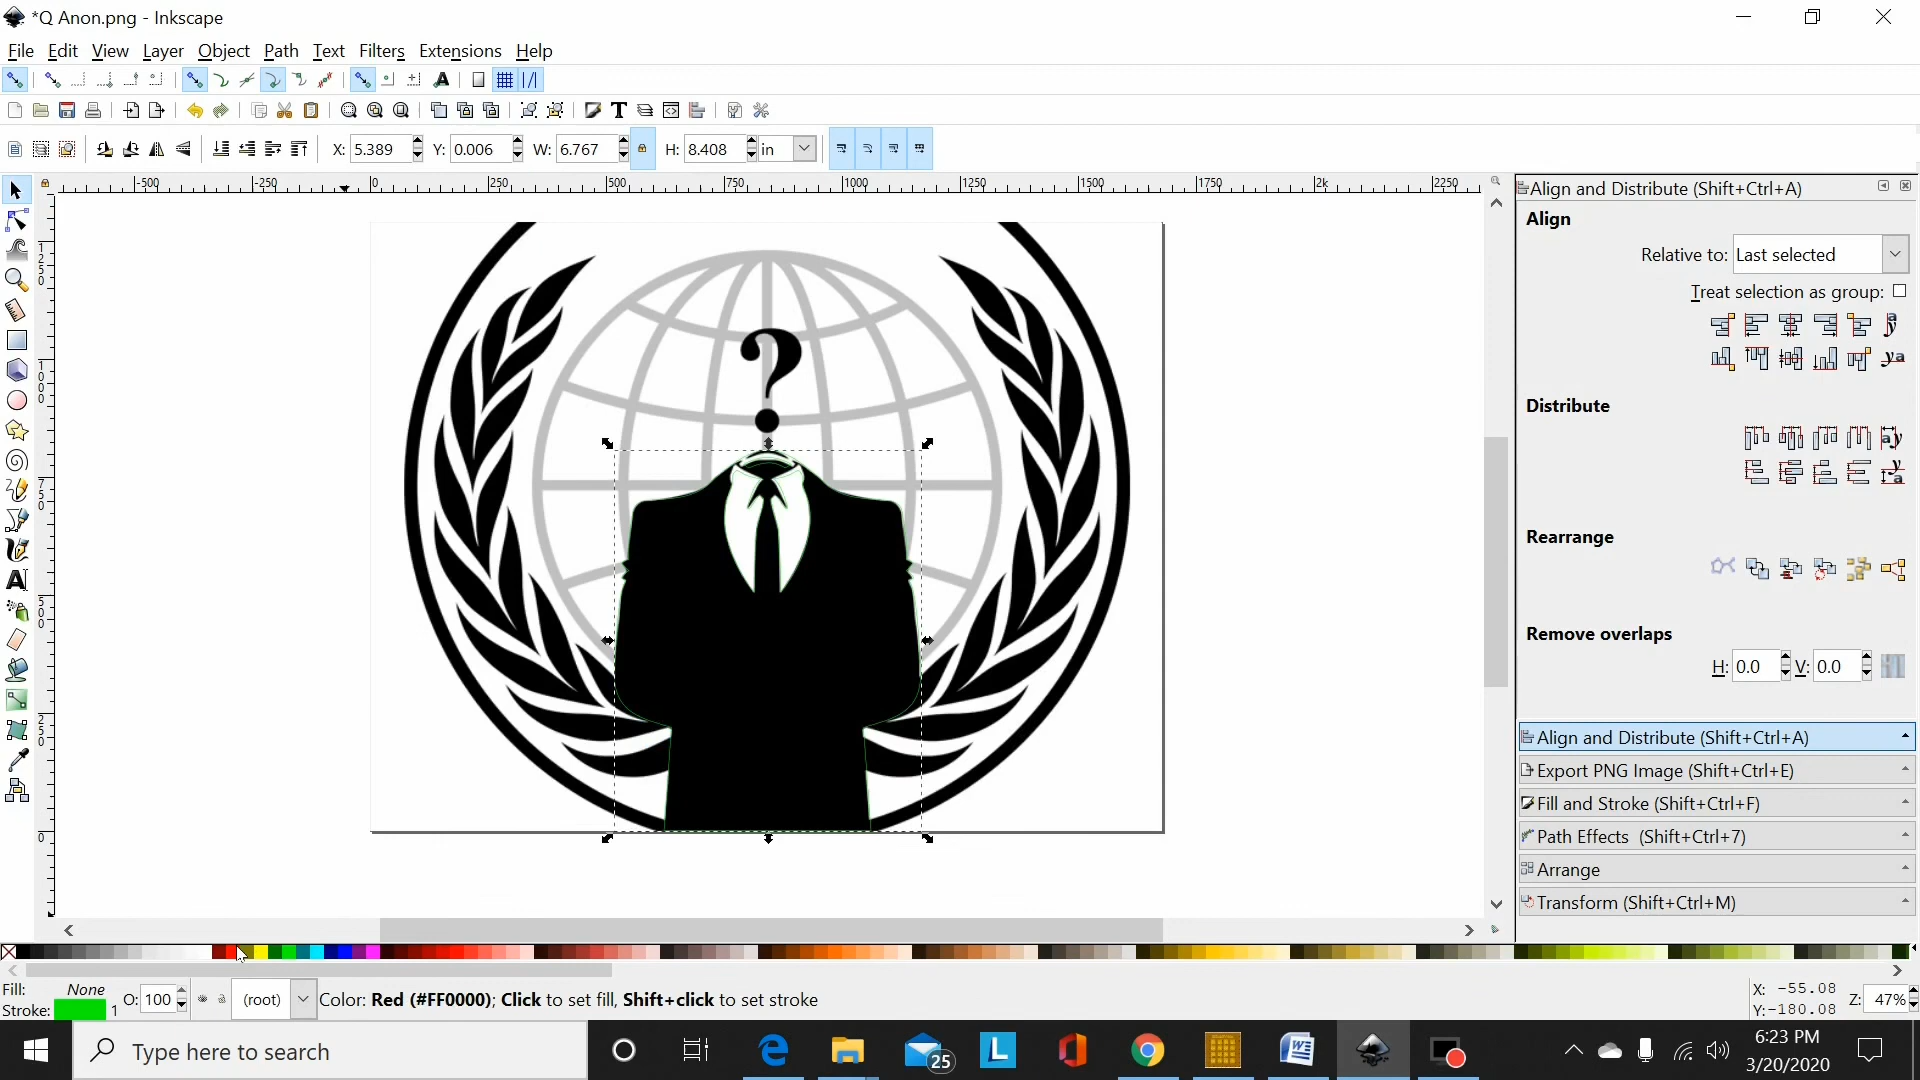 *Q Anon.png - Inkscape
File Edit View Layer Object Path Text Filters Extensions Help
X: 5.389 Y: 0.006 W: 6.767 H: 8.408 in
-500 -250 0 250 500 750 1000 1250 1500 1750 2k 2250
1250
1000
750
500
250
0
?
Align and Distribute (Shift+Ctrl+A)
Align
Relative to: Last selected
Treat selection as group:
Distribute
Rearrange
Remove overlaps
H: 0.0 V: 0.0
Align and Distribute (Shift+Ctrl+A)
Export PNG Image (Shift+Ctrl+E)
Fill and Stroke (Shift+Ctrl+F)
Path Effects (Shift+Ctrl+7)
Arrange
Transform (Shift+Ctrl+M)
Fill: None
Stroke: 1 O: 100 (root) Color: Red (#FF0000); Click to set fill, Shift+click to set stroke
X: -55.08
Y: -180.08
Z: 47%
Type here to search
25
6:23 PM
3/20/2020